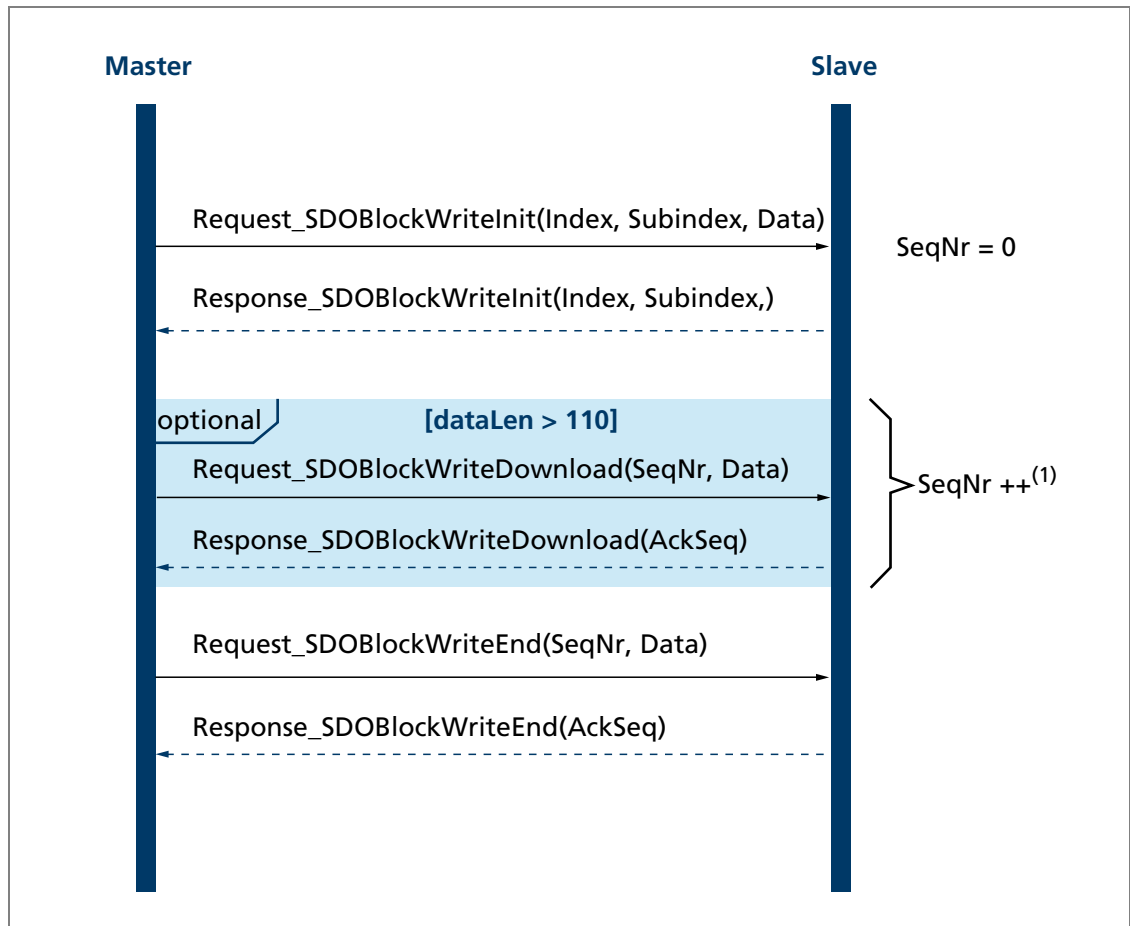 Master
Slave
Request_SDOBlockWriteInit(Index, Subindex, Data)
SeqNr = 0
Response_SDOBlockWriteInit(Index, Subindex,)
optional
[dataLen > 110]
Request_SDOBlockWriteDownload(SeqNr, Data)
SeqNr ++(1)
Response_SDOBlockWriteDownload(AckSeq)
Request_SDOBlockWriteEnd(SeqNr, Data)
Response_SDOBlockWriteEnd(AckSeq)